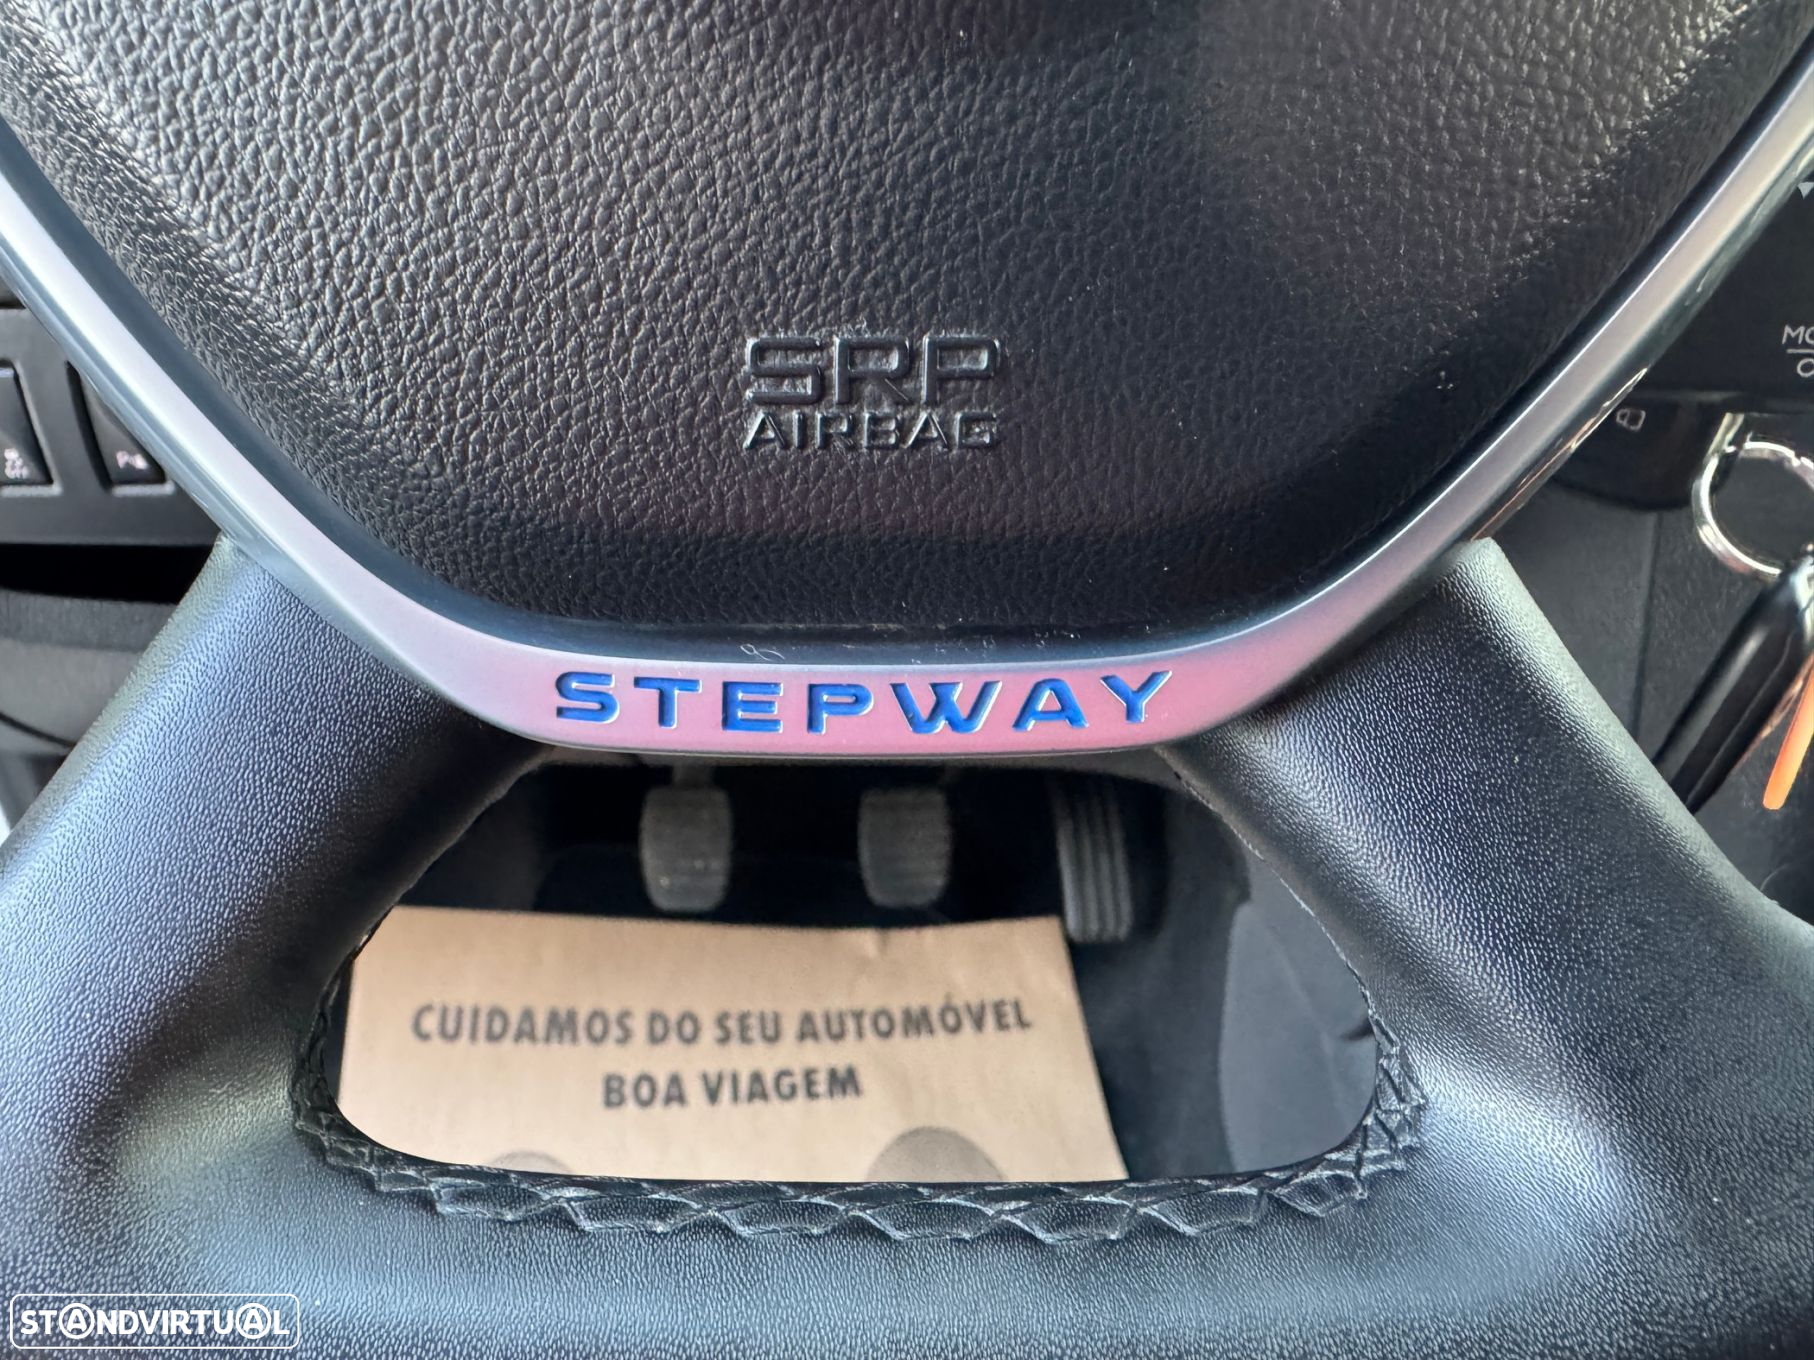 SRP
AIRBAG
STEPWAY
CUIDAMOS DO SEU AUTOMÓVEL
BOA VIAGEM
STANDVIRTUAL